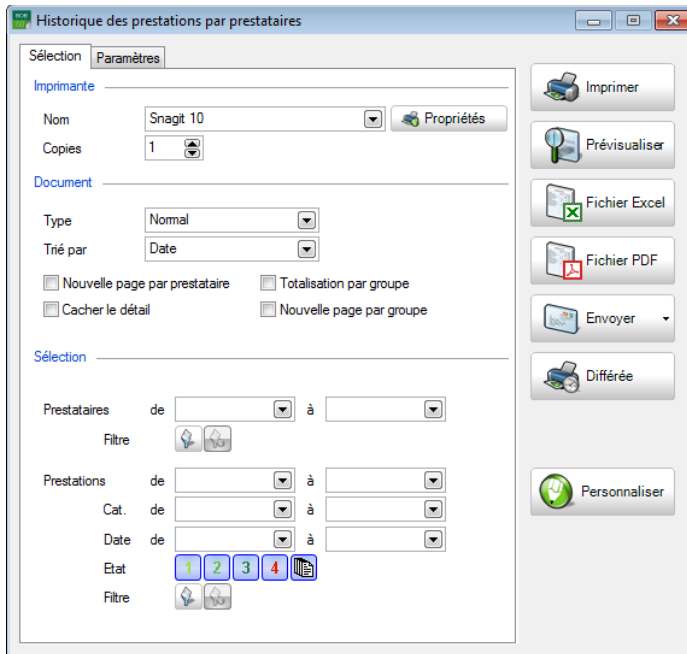 Historique des prestations par prestataires
Sélection Paramètres
Imprimante
Nom Snagit 10 Propriétés
Copies 1
Document
Type Normal
Trié par Date
Nouvelle page par prestataire Totalisation par groupe
Cacher le détail Nouvelle page par groupe
Sélection
Prestataires de à
Filtre
Prestations de à
Cat. de à
Date de à
Etat 1 2 3 4
Filtre
Imprimer
Prévisualiser
Fichier Excel
Fichier PDF
Envoyer
Différée
Personnaliser